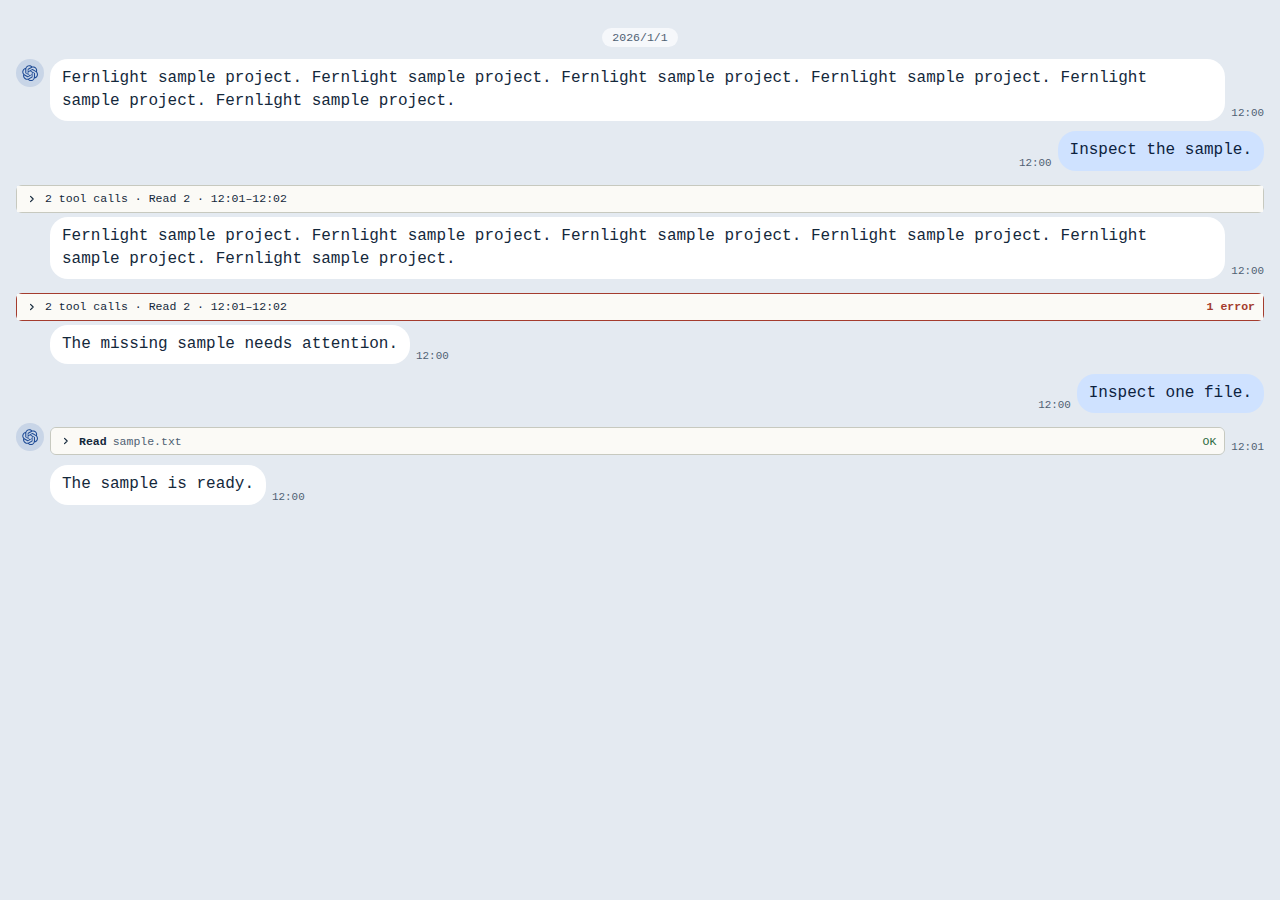 2026/1/1
Fernlight sample project. Fernlight sample project. Fernlight sample project. Fernlight sample project. Fernlight
sample project. Fernlight sample project.
12:00
Inspect the sample.
12:00
2 tool calls · Read 2 · 12:01–12:02
Fernlight sample project. Fernlight sample project. Fernlight sample project. Fernlight sample project. Fernlight
sample project. Fernlight sample project.
12:00
2 tool calls · Read 2 · 12:01–12:02 1 error
The missing sample needs attention.
12:00
Inspect one file.
12:00
Read sample.txt OK
12:01
The sample is ready.
12:00